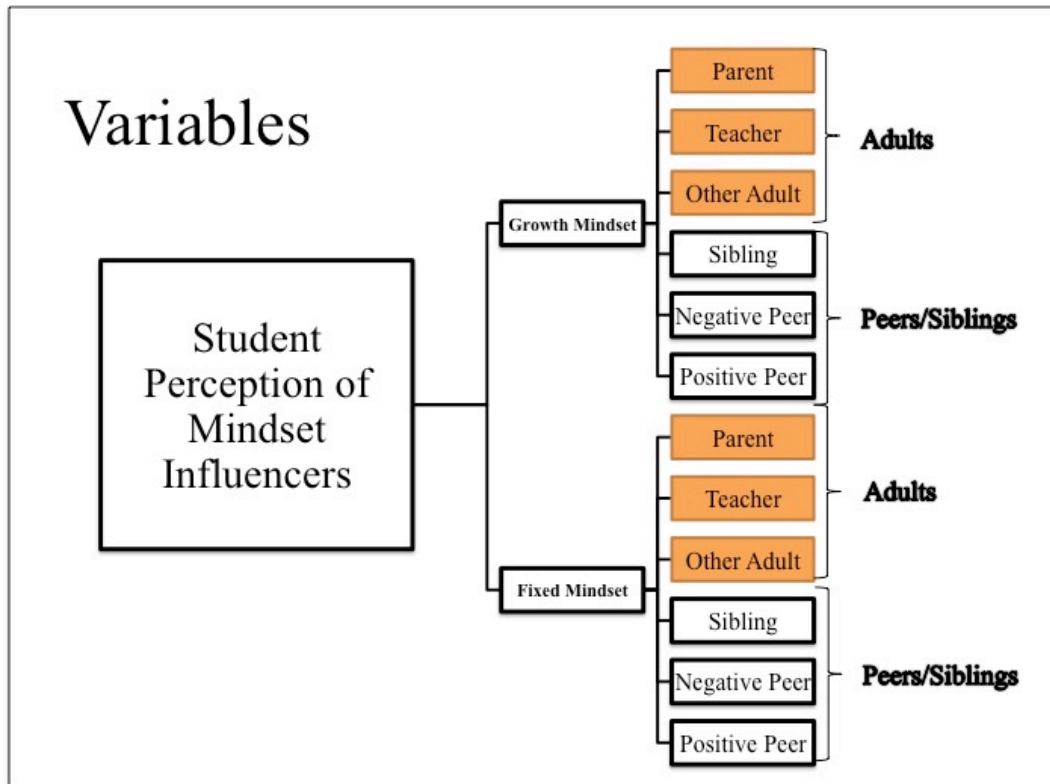 Variables
Student
Perception of
Mindset
Influencers
Growth Mindset
Parent
Teacher
Other Adult
Adults
Sibling
Negative Peer
Positive Peer
Peers/Siblings
Fixed Mindset
Parent
Teacher
Other Adult
Adults
Sibling
Negative Peer
Positive Peer
Peers/Siblings